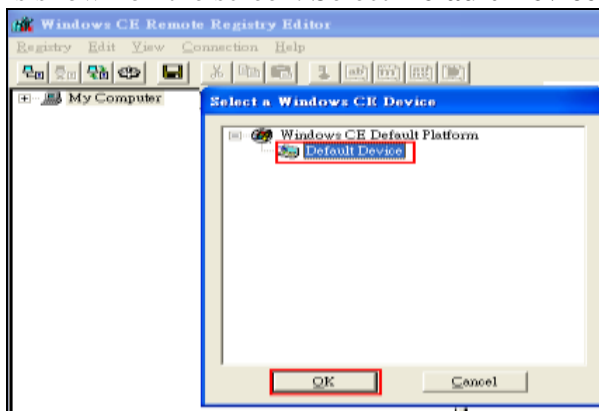 Windows CE Remote Registry Editor
Registry Edit View Connection Help
My Computer
Select a Windows CE Device
Windows CE Default Platform
Default Device
OK Cancel